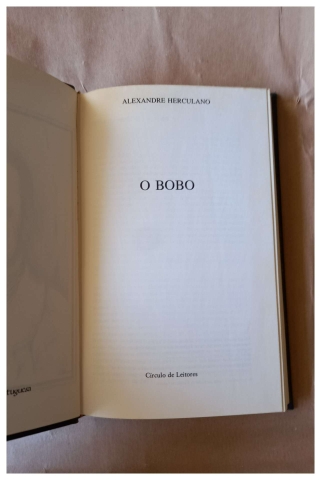 ALEXANDRE HERCULANO
O BOBO
Círculo de Leitores